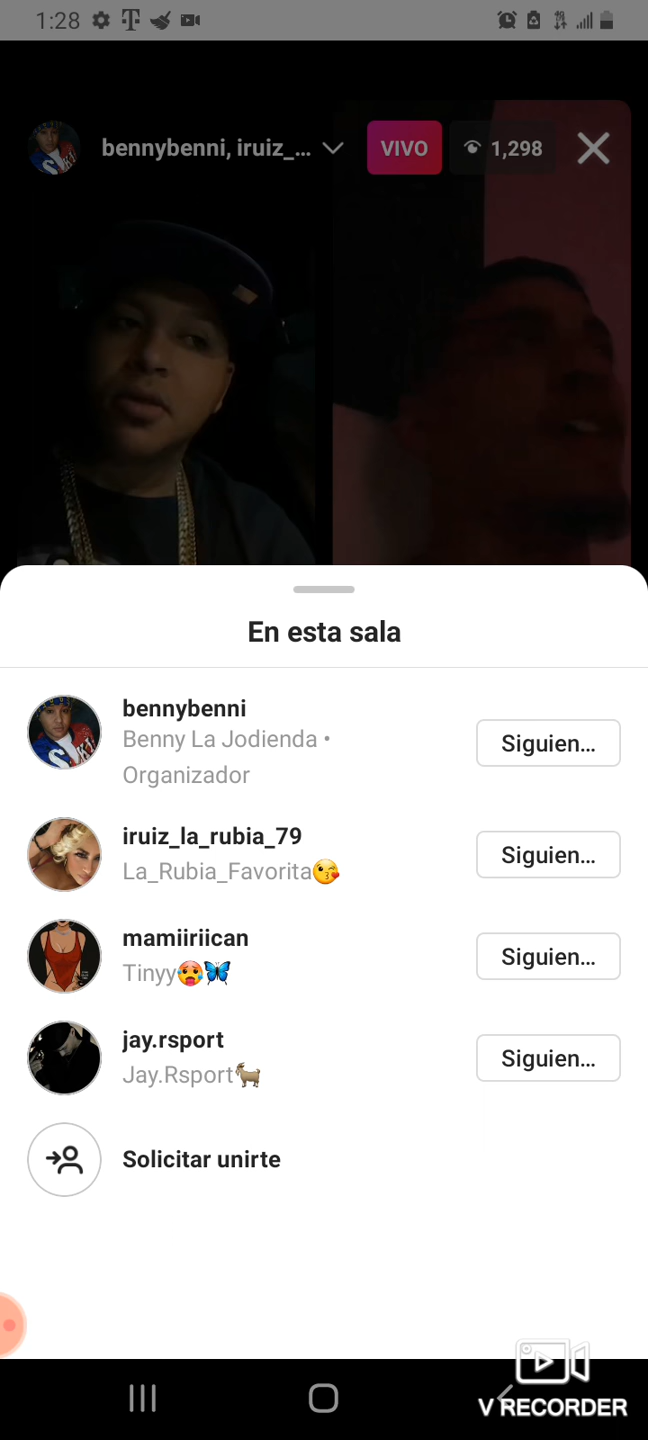 1:28
bennybenni, iruiz_... VIVO 1,298
En esta sala
bennybenni
Benny La Jodienda •
Organizador
Siguien...
iruiz_la_rubia_79
La_Rubia_Favorita😘
Siguien...
mamiiriican
Tinyy🥵🦋
Siguien...
jay.rsport
Jay.Rsport🐐
Siguien...
Solicitar unirte
V RECORDER